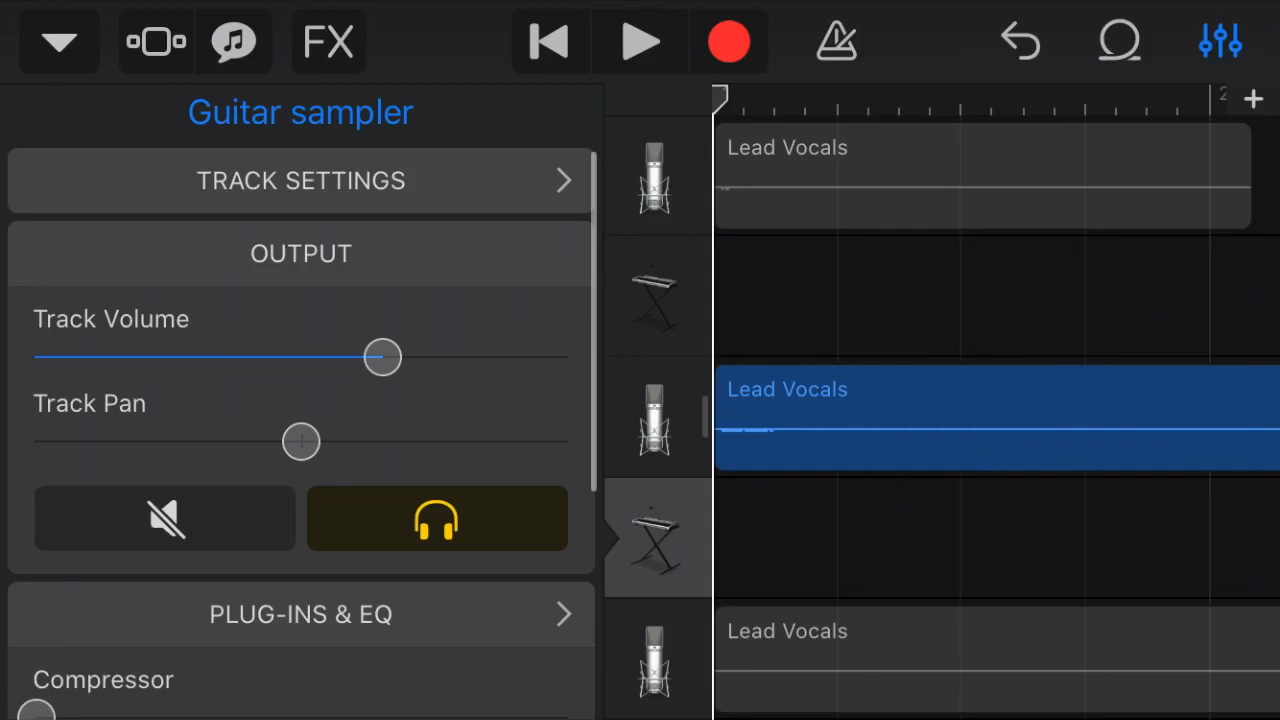 FX
Guitar sampler
TRACK SETTINGS
OUTPUT
Track Volume
Track Pan
PLUG-INS & EQ
Compressor
2
Lead Vocals
Lead Vocals
Lead Vocals